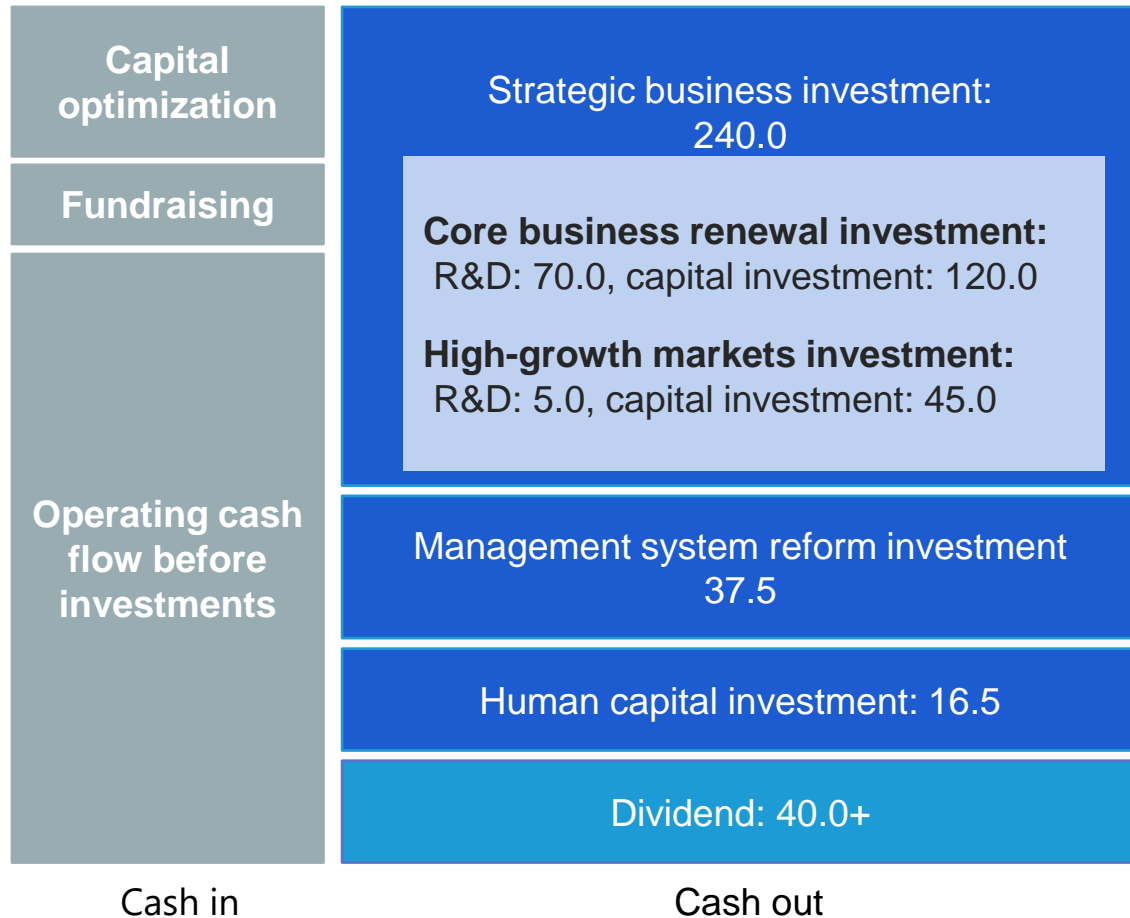 Capital
optimization
Fundraising
Operating cash
flow before
investments
Strategic business investment:
240.0
Core business renewal investment:
R&D: 70.0, capital investment: 120.0
High-growth markets investment:
R&D: 5.0, capital investment: 45.0
Management system reform investment
37.5
Human capital investment: 16.5
Dividend: 40.0+
Cash in
Cash out